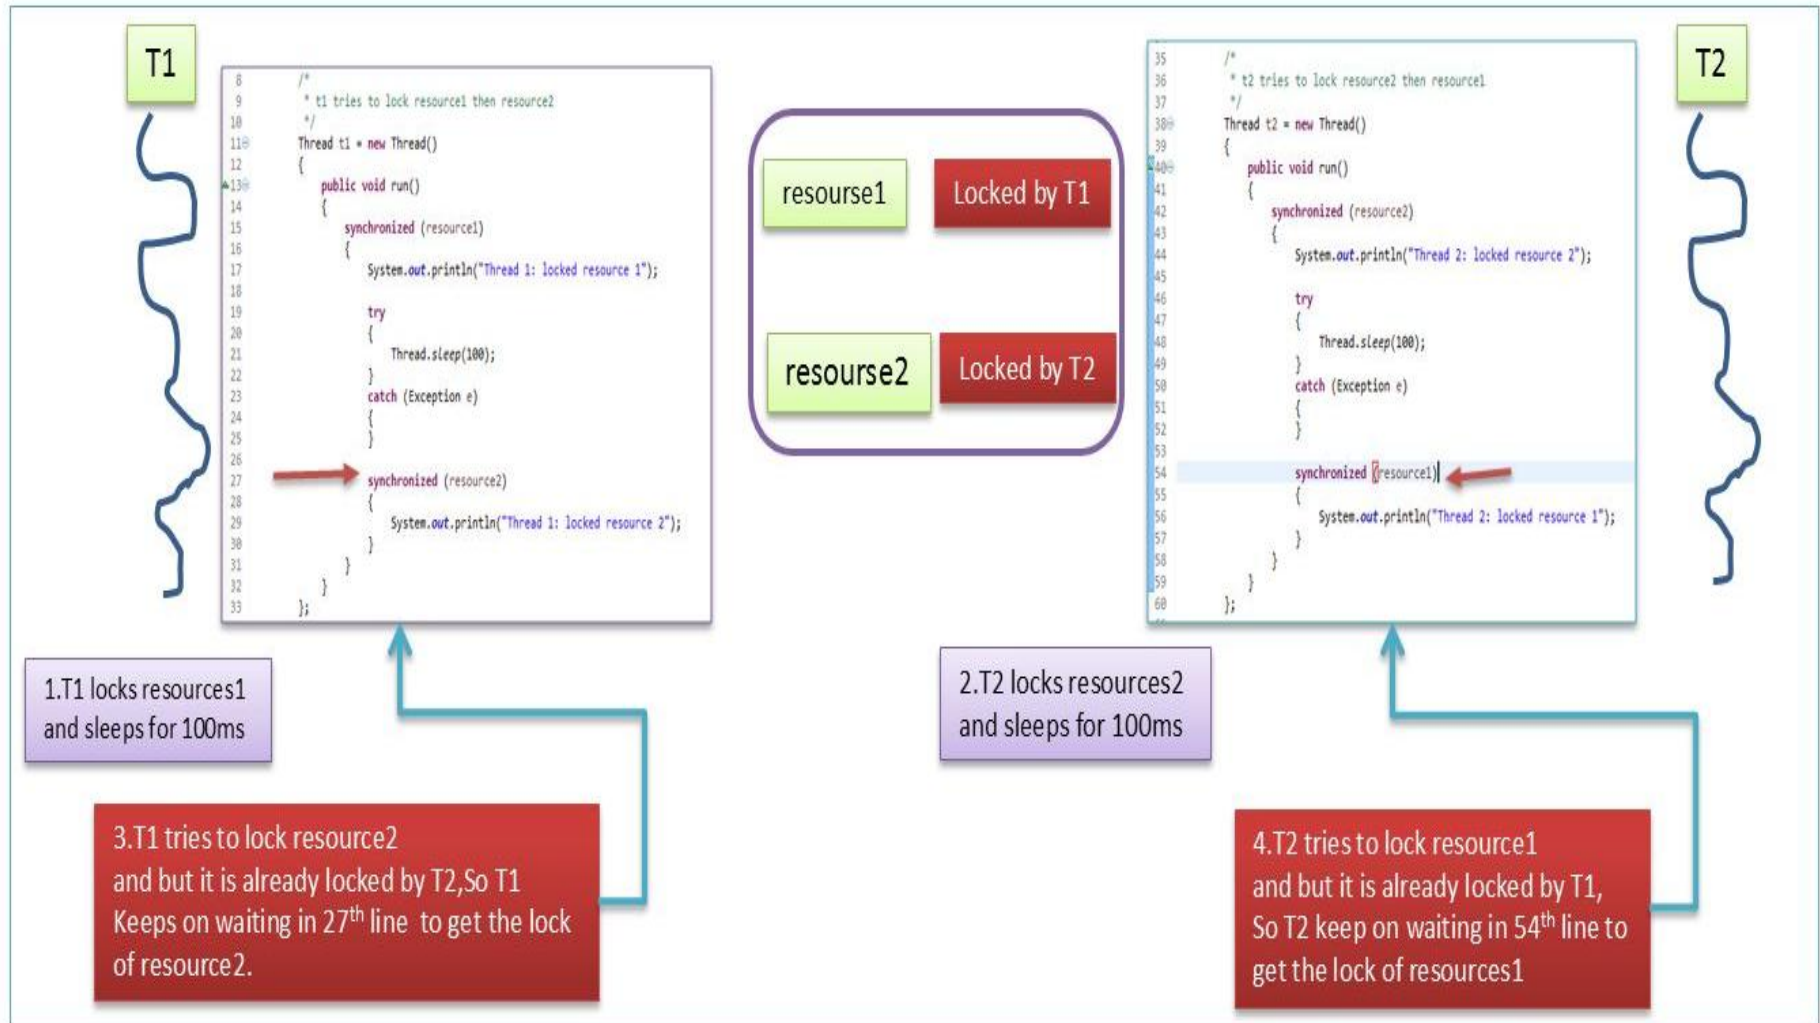 T1
8 /*
9 * t1 tries to lock resource1 then resource2
10 */
11 Thread t1 = new Thread()
12 {
13 public void run()
14 {
15 synchronized (resource1)
16 {
17 System.out.println("Thread 1: locked resource 1");
18
19 try
20 {
21 Thread.sleep(100);
22 }
23 catch (Exception e)
24 {
25 }
26
27 synchronized (resource2)
28 {
29 System.out.println("Thread 1: locked resource 2");
30 }
31 }
32 }
33 };
resourse1
Locked by T1
resourse2
Locked by T2
35 /*
36 * t2 tries to lock resource2 then resource1
37 */
38 Thread t2 = new Thread()
39 {
40 public void run()
41 {
42 synchronized (resource2)
43 {
44 System.out.println("Thread 2: locked resource 2");
45
46 try
47 {
48 Thread.sleep(100);
49 }
50 catch (Exception e)
51 {
52 }
53
54 synchronized (resource1)
55 {
56 System.out.println("Thread 2: locked resource 1");
57 }
58 }
59 }
60 };
T2
1.T1 locks resources1
and sleeps for 100ms
2.T2 locks resources2
and sleeps for 100ms
3.T1 tries to lock resource2
and but it is already locked by T2,So T1
Keeps on waiting in 27th line to get the lock
of resource2.
4.T2 tries to lock resource1
and but it is already locked by T1,
So T2 keep on waiting in 54th line to
get the lock of resources1